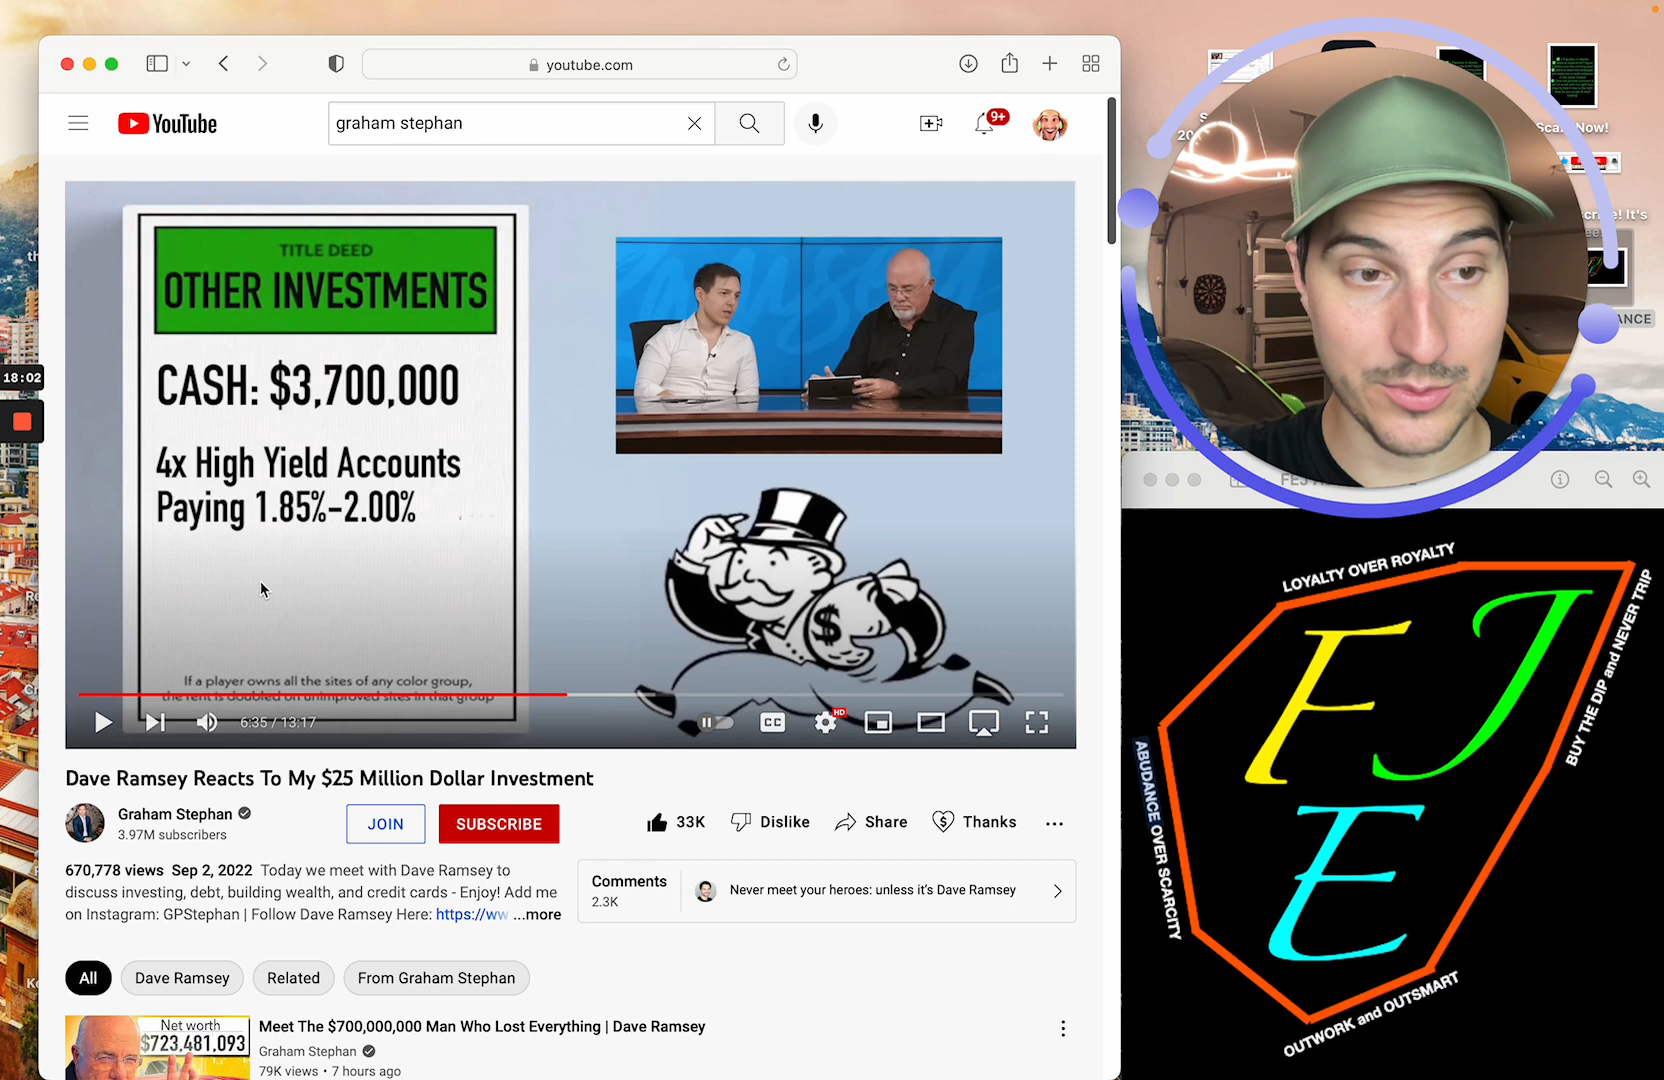 youtube.com
YouTube
graham stephan
9+
TITLE DEED
OTHER INVESTMENTS
CASH: $3,700,000
4x High Yield Accounts
Paying 1.85%-2.00%
If a player owns all the sites of any color group,
the rent is doubled on unimproved sites in that group
$
6:35 / 13:17
CC
HD
18:02
Dave Ramsey Reacts To My $25 Million Dollar Investment
Graham Stephan
3.97M subscribers
JOIN
SUBSCRIBE
33K
Dislike
Share
Thanks
670,778 views Sep 2, 2022 Today we meet with Dave Ramsey to
discuss investing, debt, building wealth, and credit cards - Enjoy! Add me
on Instagram: GPStephan | Follow Dave Ramsey Here: https://ww ...more
Comments
2.3K
Never meet your heroes: unless it's Dave Ramsey
All
Dave Ramsey
Related
From Graham Stephan
Net worth
$723,481,093
Meet The $700,000,000 Man Who Lost Everything | Dave Ramsey
Graham Stephan
79K views • 7 hours ago
Now!
It's
LOYALTY OVER ROYALTY
BUY THE DIP and NEVER TRIP
ABUDANCE OVER SCARCITY
OUTWORK and OUTSMART
F J
E